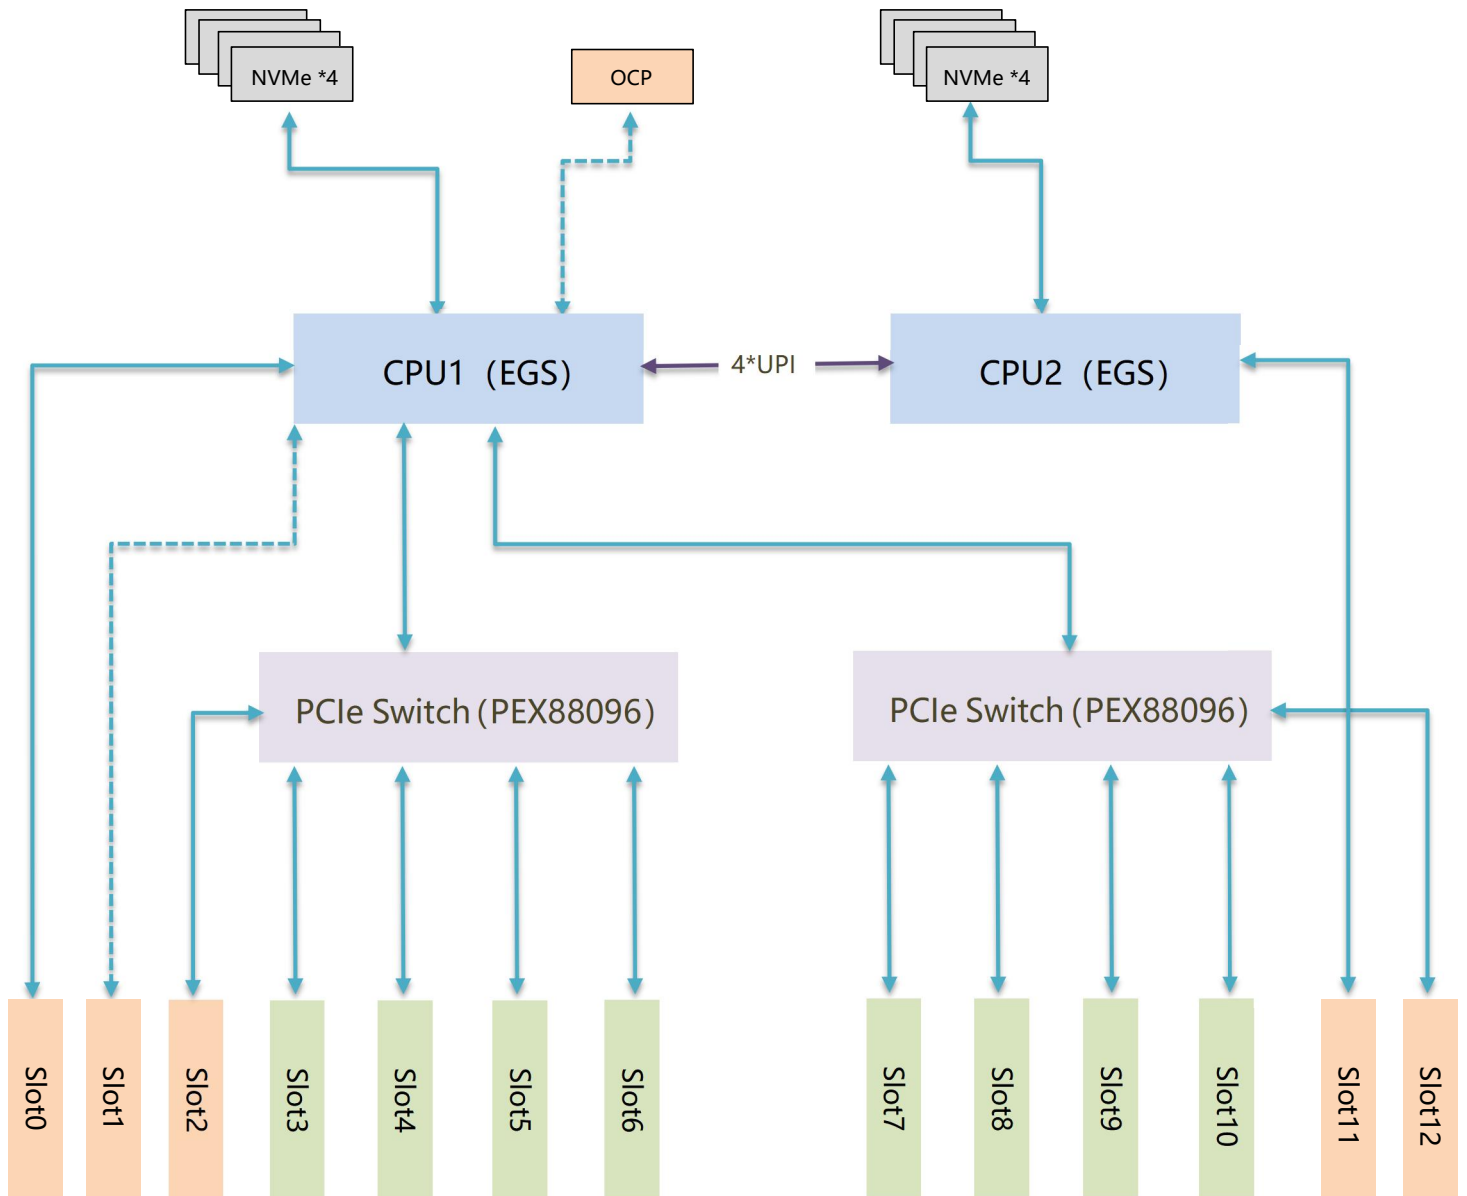 NVMe *4
OCP
NVMe *4
CPU1（EGS）
4*UPI
CPU2（EGS）
PCIe Switch（PEX88096）
PCIe Switch（PEX88096）
Slot0
Slot1
Slot2
Slot3
Slot4
Slot5
Slot6
Slot7
Slot8
Slot9
Slot10
Slot11
Slot12